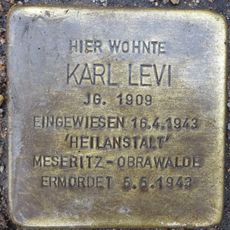 HIER WOHNTE
KARL LEVI
JG. 1909
EINGEWIESEN 16.4.1943
'HEILANSTALT'
MESERITZ-OBRAWALDE
ERMORDET 5.5.1943